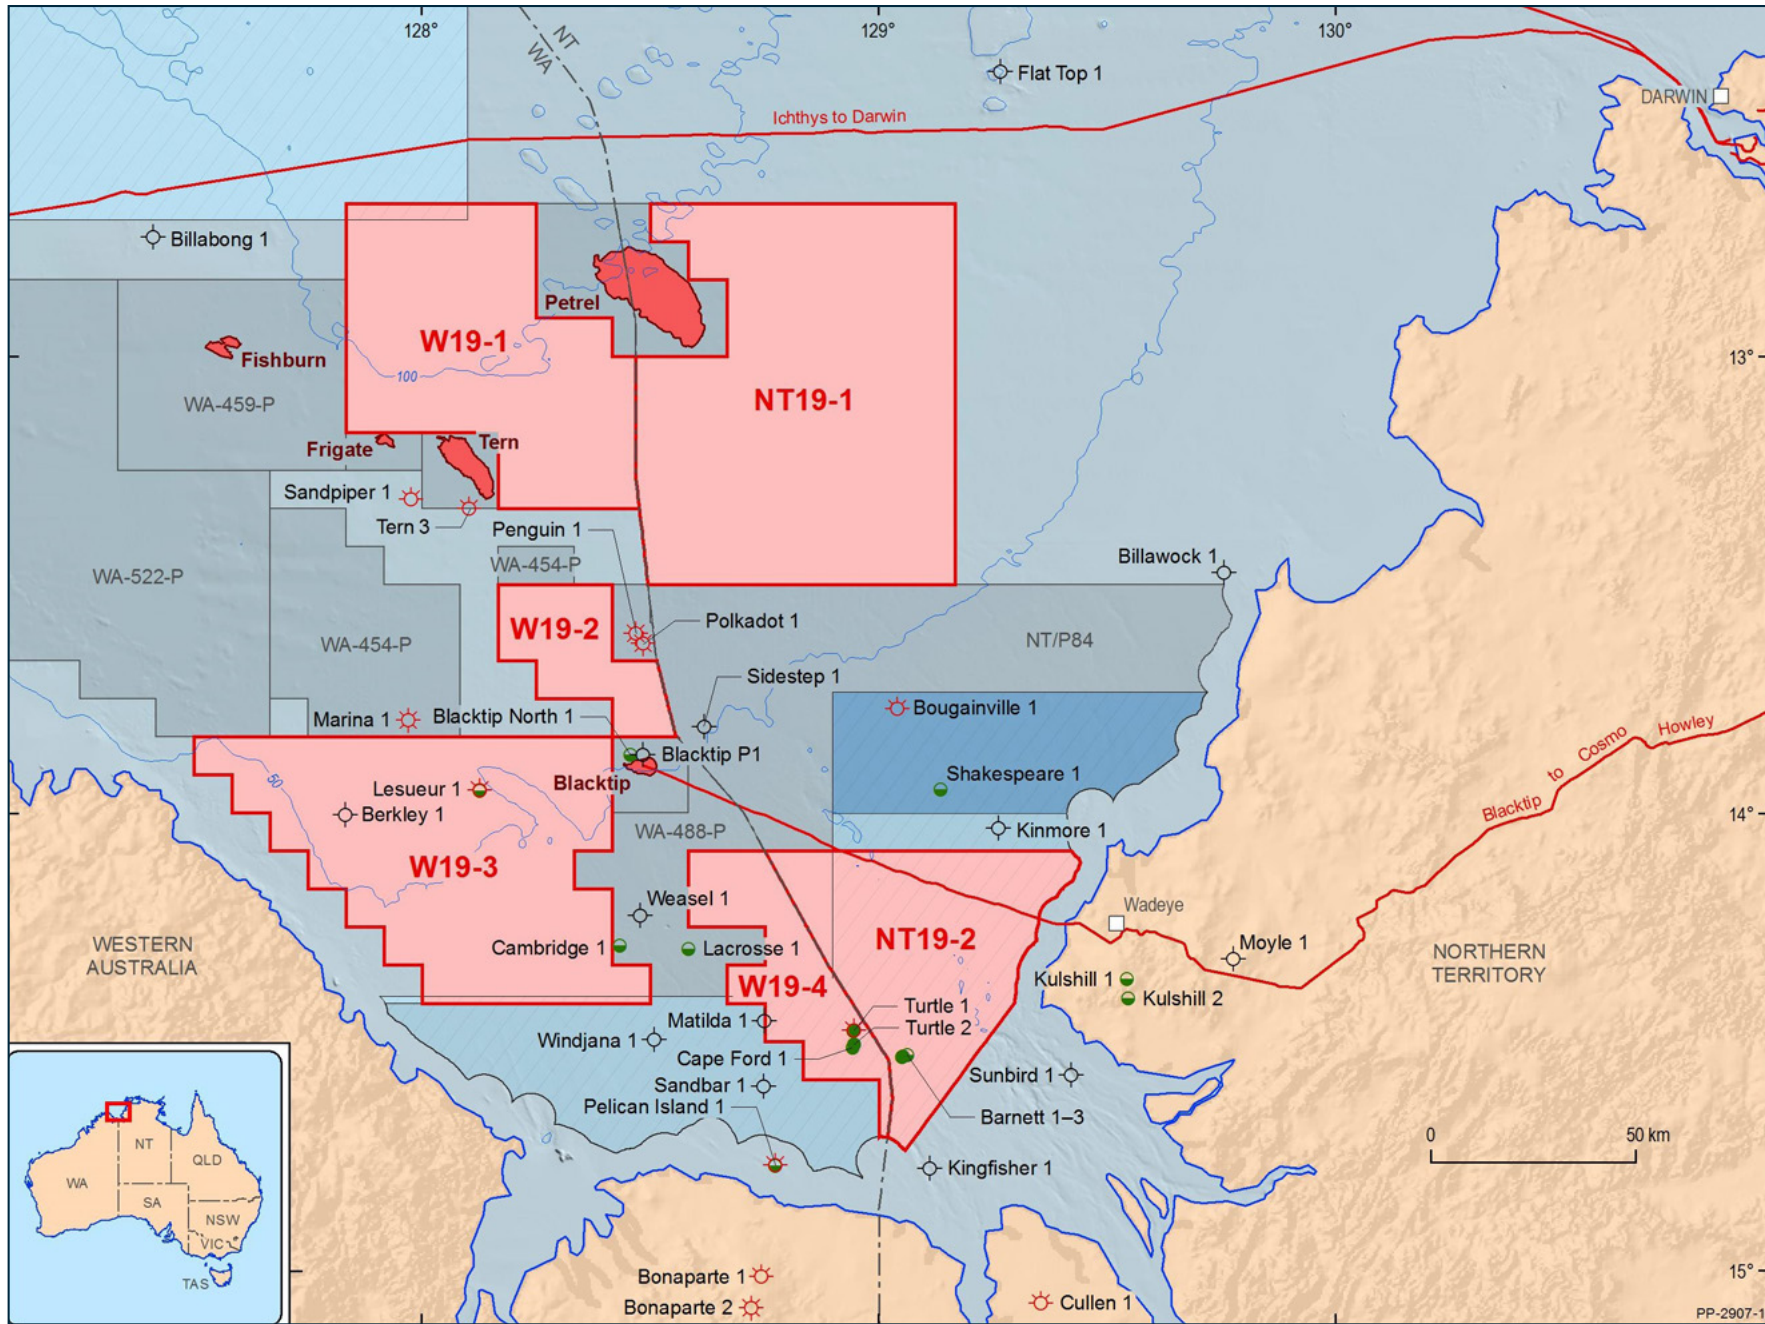 128°
129°
130°
NT
WA
Flat Top 1
DARWIN
Ichthys to Darwin
Billabong 1
Petrel
W19-1
Fishburn
100
13°
WA-459-P
NT19-1
Frigate
Tern
Sandpiper 1
Tern 3
Penguin 1
WA-454-P
Billawock 1
WA-522-P
W19-2
Polkadot 1
WA-454-P
NT/P84
Sidestep 1
Marina 1
Blacktip North 1
Bougainville 1
Blacktip to Cosmo Howley
Blacktip P1
50
Lesueur 1
Blacktip
Shakespeare 1
Berkley 1
14°
WA-488-P
Kinmore 1
W19-3
Weasel 1
Wadeye
WESTERN
AUSTRALIA
Cambridge 1
Lacrosse 1
NT19-2
Moyle 1
NORTHERN
TERRITORY
W19-4
Kulshill 1
Kulshill 2
Turtle 1
Matilda 1
Turtle 2
Windjana 1
Cape Ford 1
Sandbar 1
Sunbird 1
Pelican Island 1
Barnett 1–3
0
50 km
Kingfisher 1
NT
QLD
WA
SA
NSW
VIC
TAS
Bonaparte 1
Bonaparte 2
Cullen 1
15°
PP-2907-1